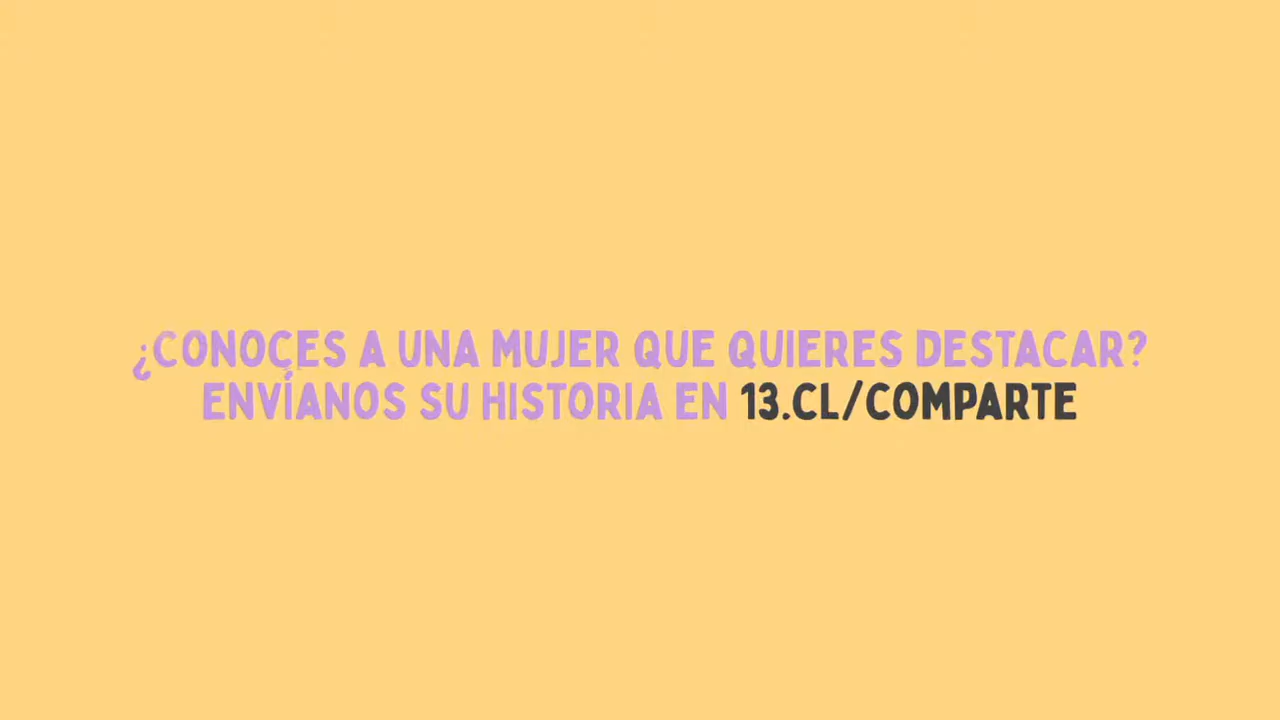 ¿CONOCES A UNA MUJER QUE QUIERES DESTACAR?
ENVÍANOS SU HISTORIA EN 13.CL/COMPARTE